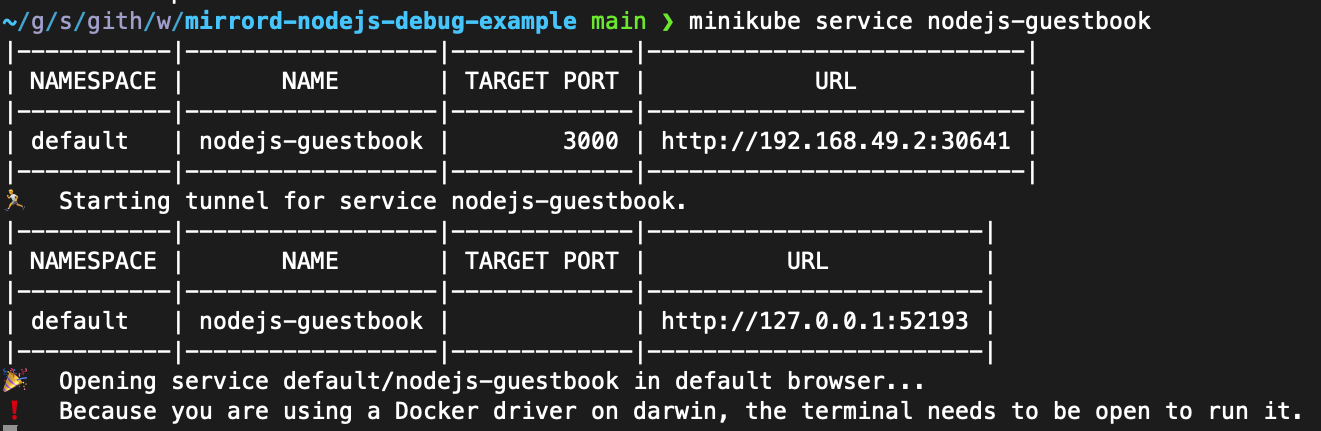 ~/g/s/gith/w/mirrord-nodejs-debug-example main ❯ minikube service nodejs-guestbook
|-----------|------------------|-------------|---------------------------|
| NAMESPACE |       NAME       | TARGET PORT |            URL            |
|-----------|------------------|-------------|---------------------------|
| default   | nodejs-guestbook |        3000 | http://192.168.49.2:30641 |
|-----------|------------------|-------------|---------------------------|
🏃  Starting tunnel for service nodejs-guestbook.
|-----------|------------------|-------------|------------------------|
| NAMESPACE |       NAME       | TARGET PORT |          URL           |
|-----------|------------------|-------------|------------------------|
| default   | nodejs-guestbook |             | http://127.0.0.1:52193 |
|-----------|------------------|-------------|------------------------|
🎉  Opening service default/nodejs-guestbook in default browser...
❗  Because you are using a Docker driver on darwin, the terminal needs to be open to run it.